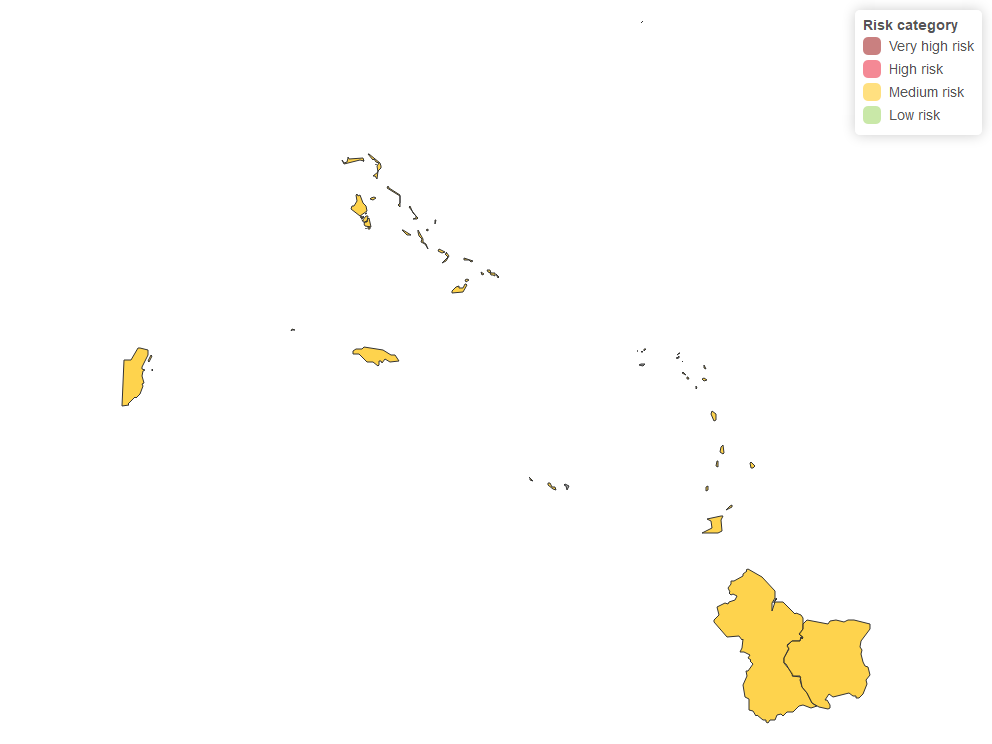 Risk category
Very high risk
High risk
Medium risk
Low risk